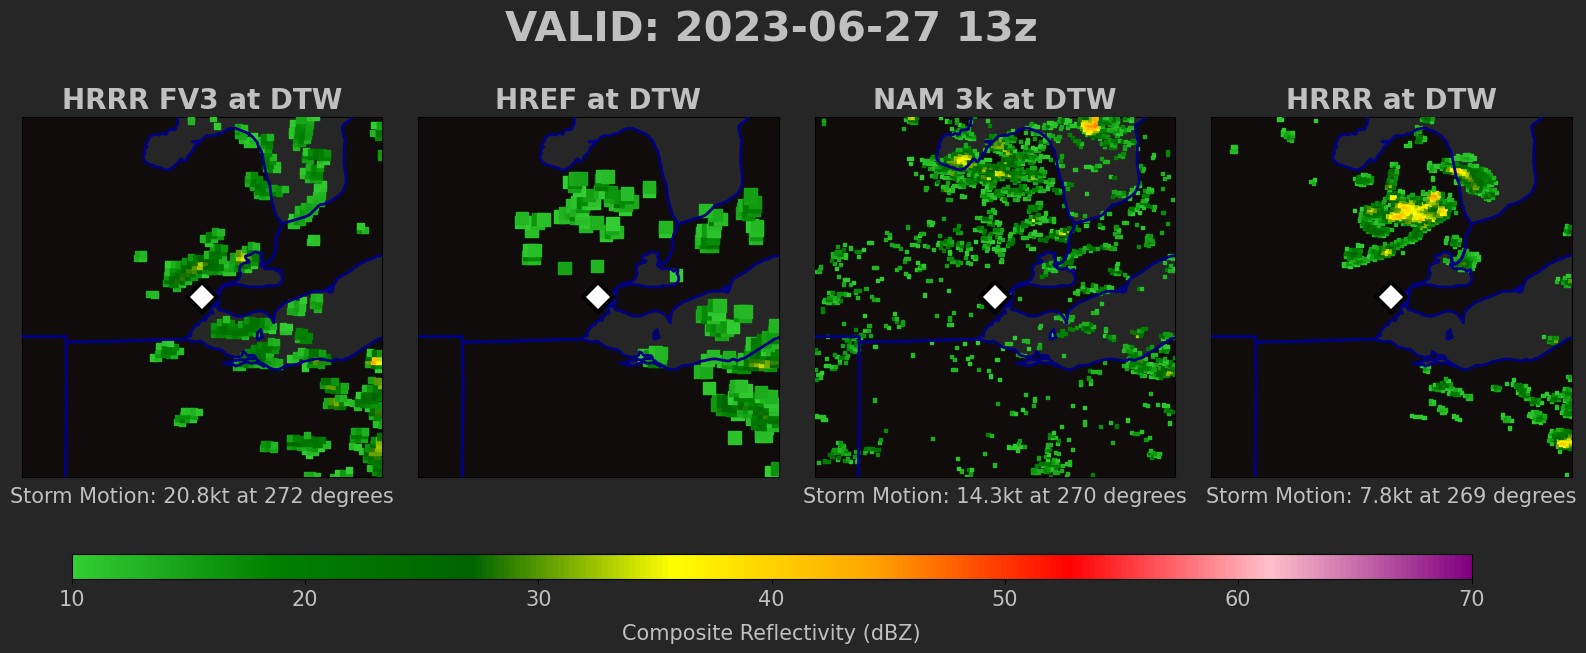 VALID: 2023-06-27 13z
HRRR FV3 at DTW
HREF at DTW
NAM 3k at DTW
HRRR at DTW
Storm Motion: 20.8kt at 272 degrees
Storm Motion: 14.3kt at 270 degrees
Storm Motion: 7.8kt at 269 degrees
10 20 30 40 50 60 70
Composite Reflectivity (dBZ)